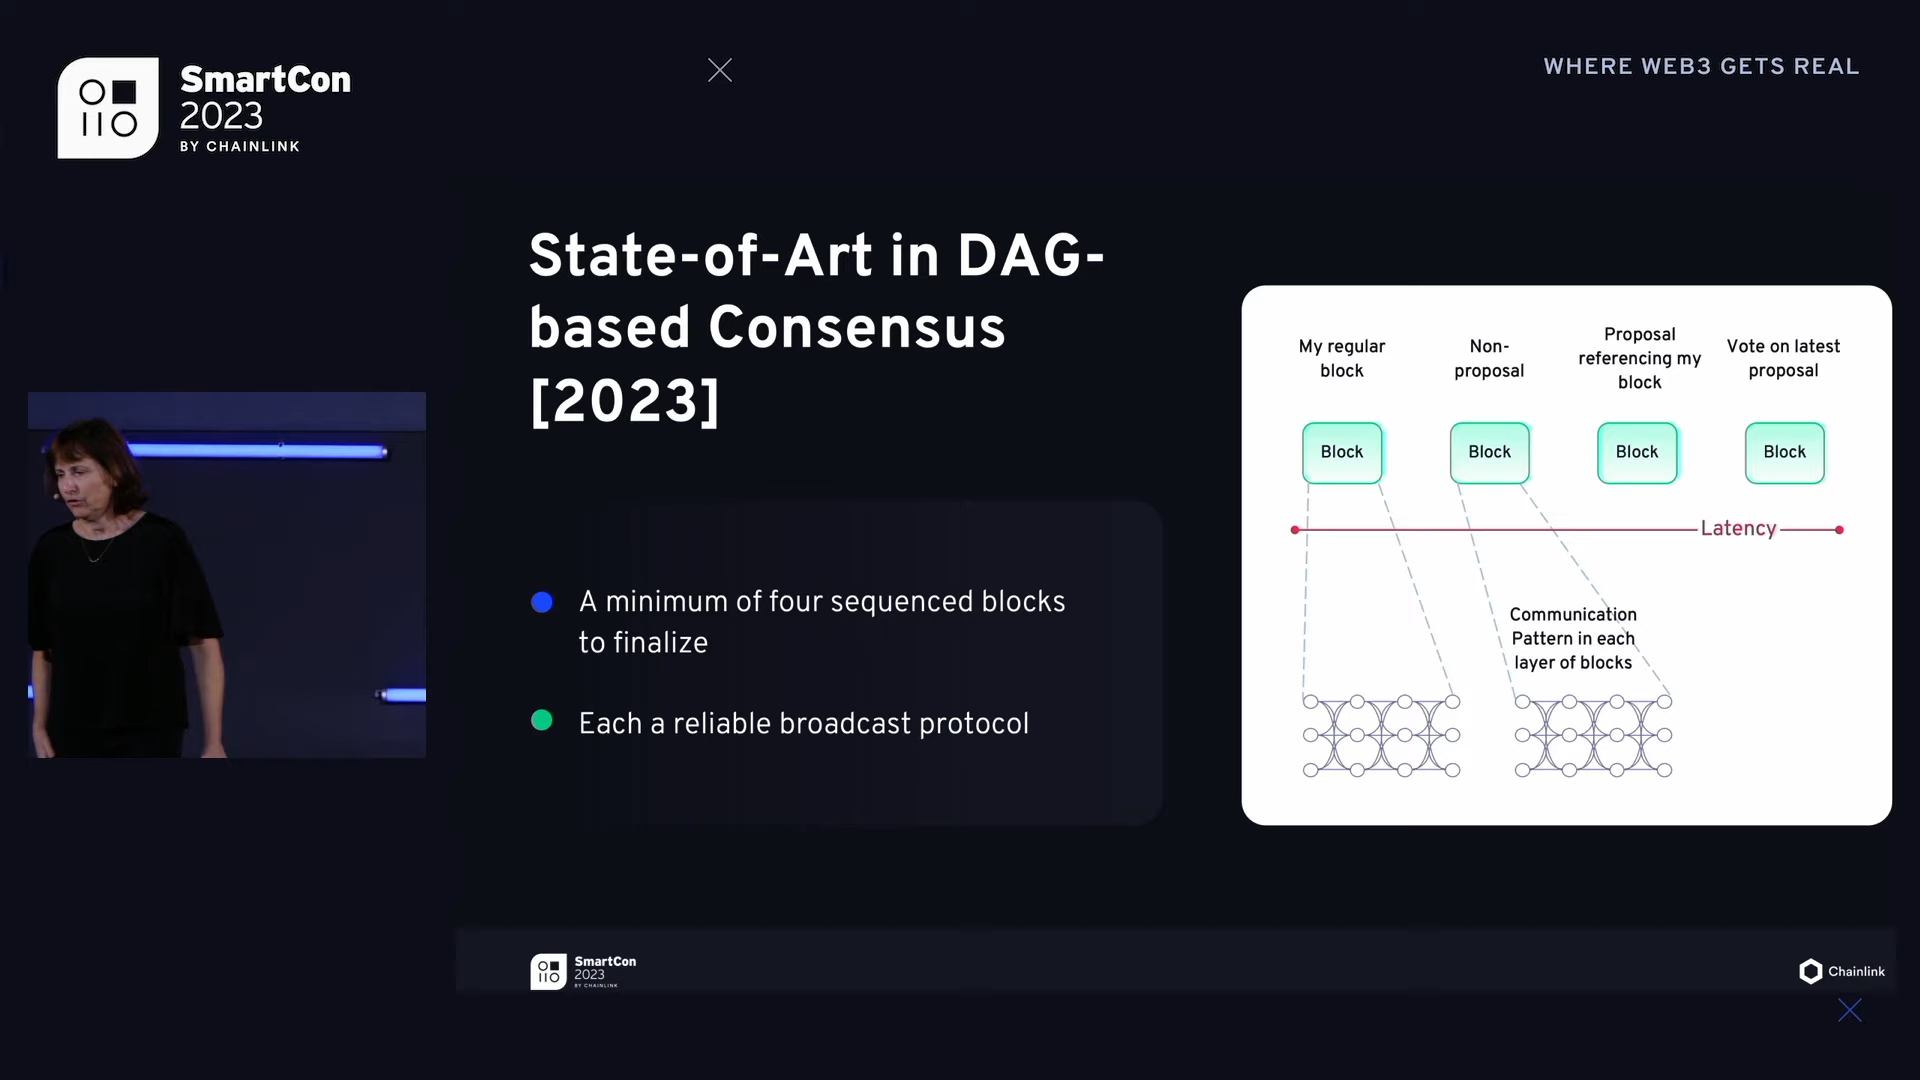 SmartCon
2023
BY CHAINLINK
WHERE WEB3 GETS REAL
State-of-Art in DAG-
based Consensus
[2023]
A minimum of four sequenced blocks
to finalize
Each a reliable broadcast protocol
My regular
block
Non-
proposal
Proposal
referencing my
block
Vote on latest
proposal
Block
Block
Block
Block
Latency
Communication
Pattern in each
layer of blocks
SmartCon
2023
BY CHAINLINK
Chainlink